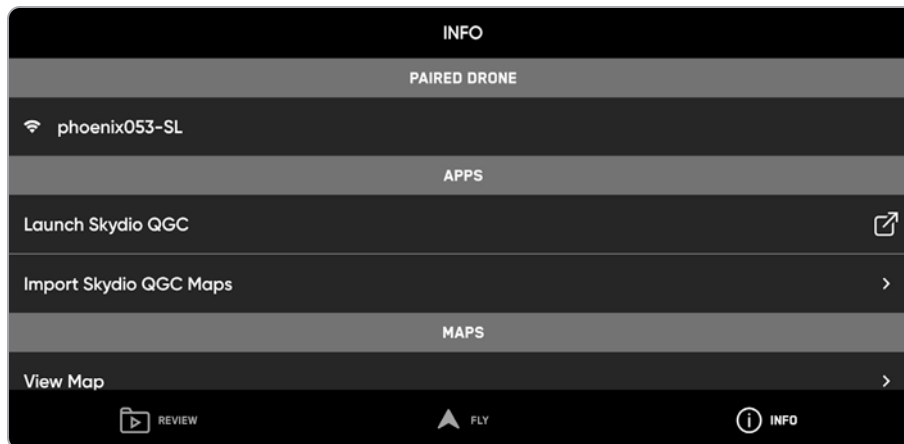 INFO
PAIRED DRONE
phoenix053-SL
APPS
Launch Skydio QGC
Import Skydio QGC Maps
MAPS
View Map
REVIEW FLY INFO